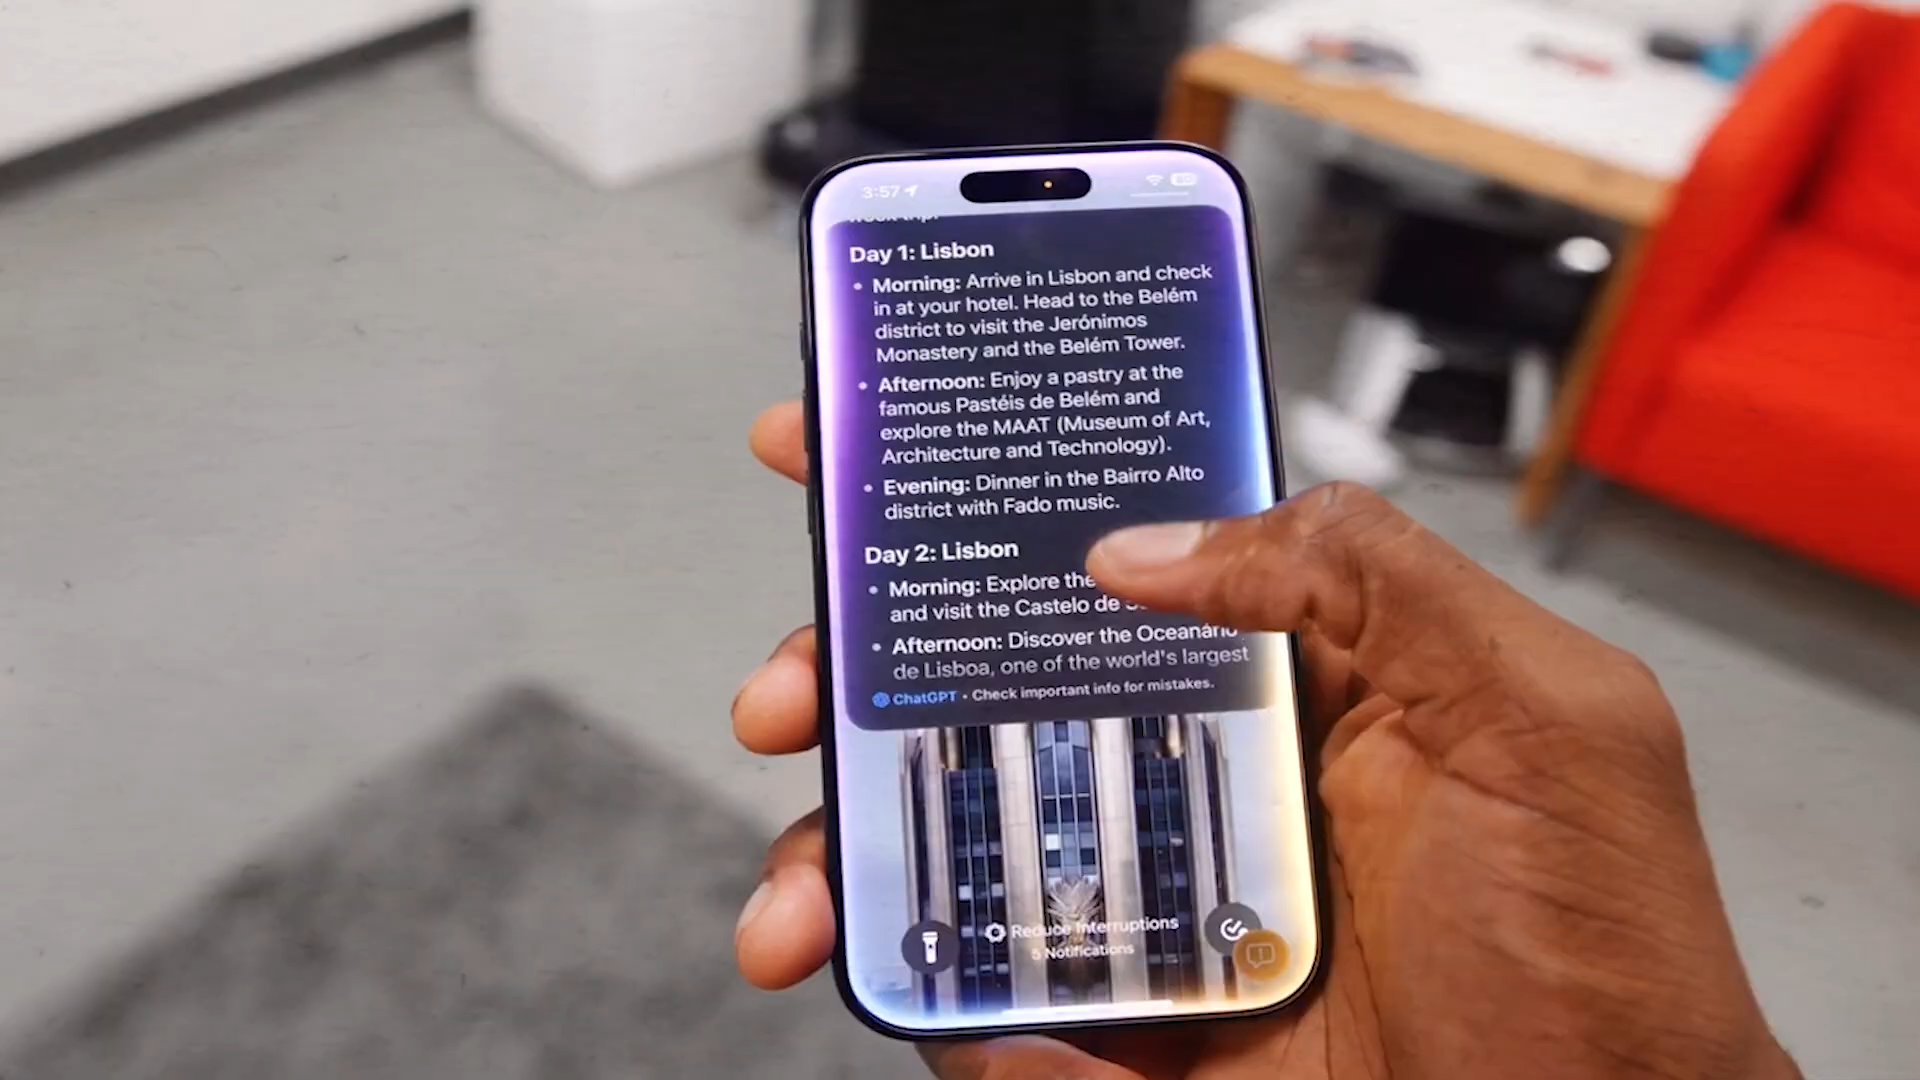 3:57
week trip.
Day 1: Lisbon
• Morning: Arrive in Lisbon and check
in at your hotel. Head to the Belém
district to visit the Jerónimos
Monastery and the Belém Tower.
• Afternoon: Enjoy a pastry at the
famous Pastéis de Belém and
explore the MAAT (Museum of Art,
Architecture and Technology).
• Evening: Dinner in the Bairro Alto
district with Fado music.
Day 2: Lisbon
• Morning: Explore the
and visit the Castelo de
• Afternoon: Discover the Oceanário
de Lisboa, one of the world's largest
ChatGPT • Check important info for mistakes.
Reduce Interruptions
5 Notifications